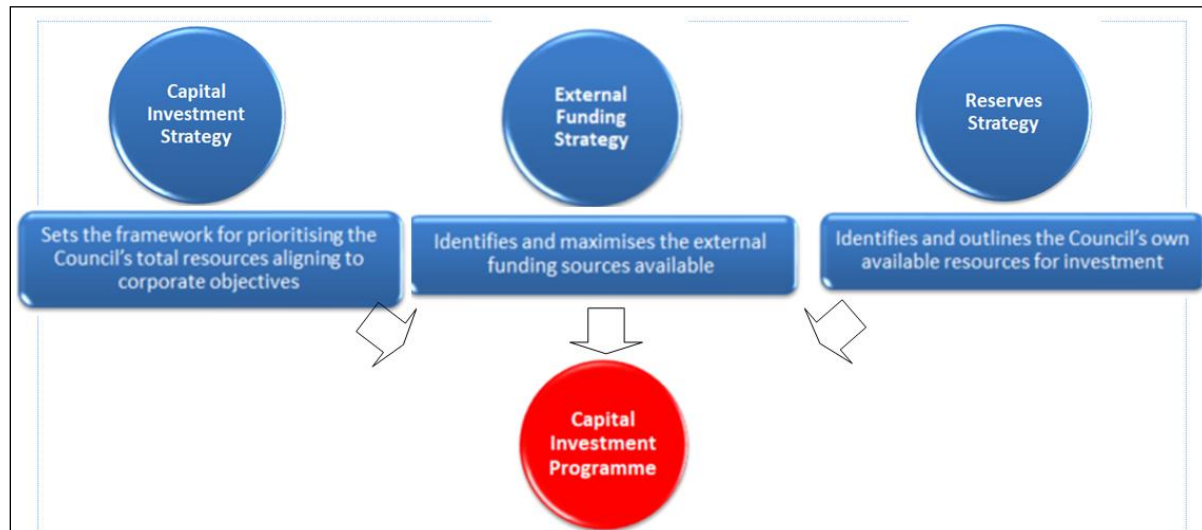 Capital
Investment
Strategy
External
Funding
Strategy
Reserves
Strategy
Sets the framework for prioritising the
Council's total resources aligning to
corporate objectives
Identifies and maximises the external
funding sources available
Identifies and outlines the Council's own
available resources for investment
Capital
Investment
Programme